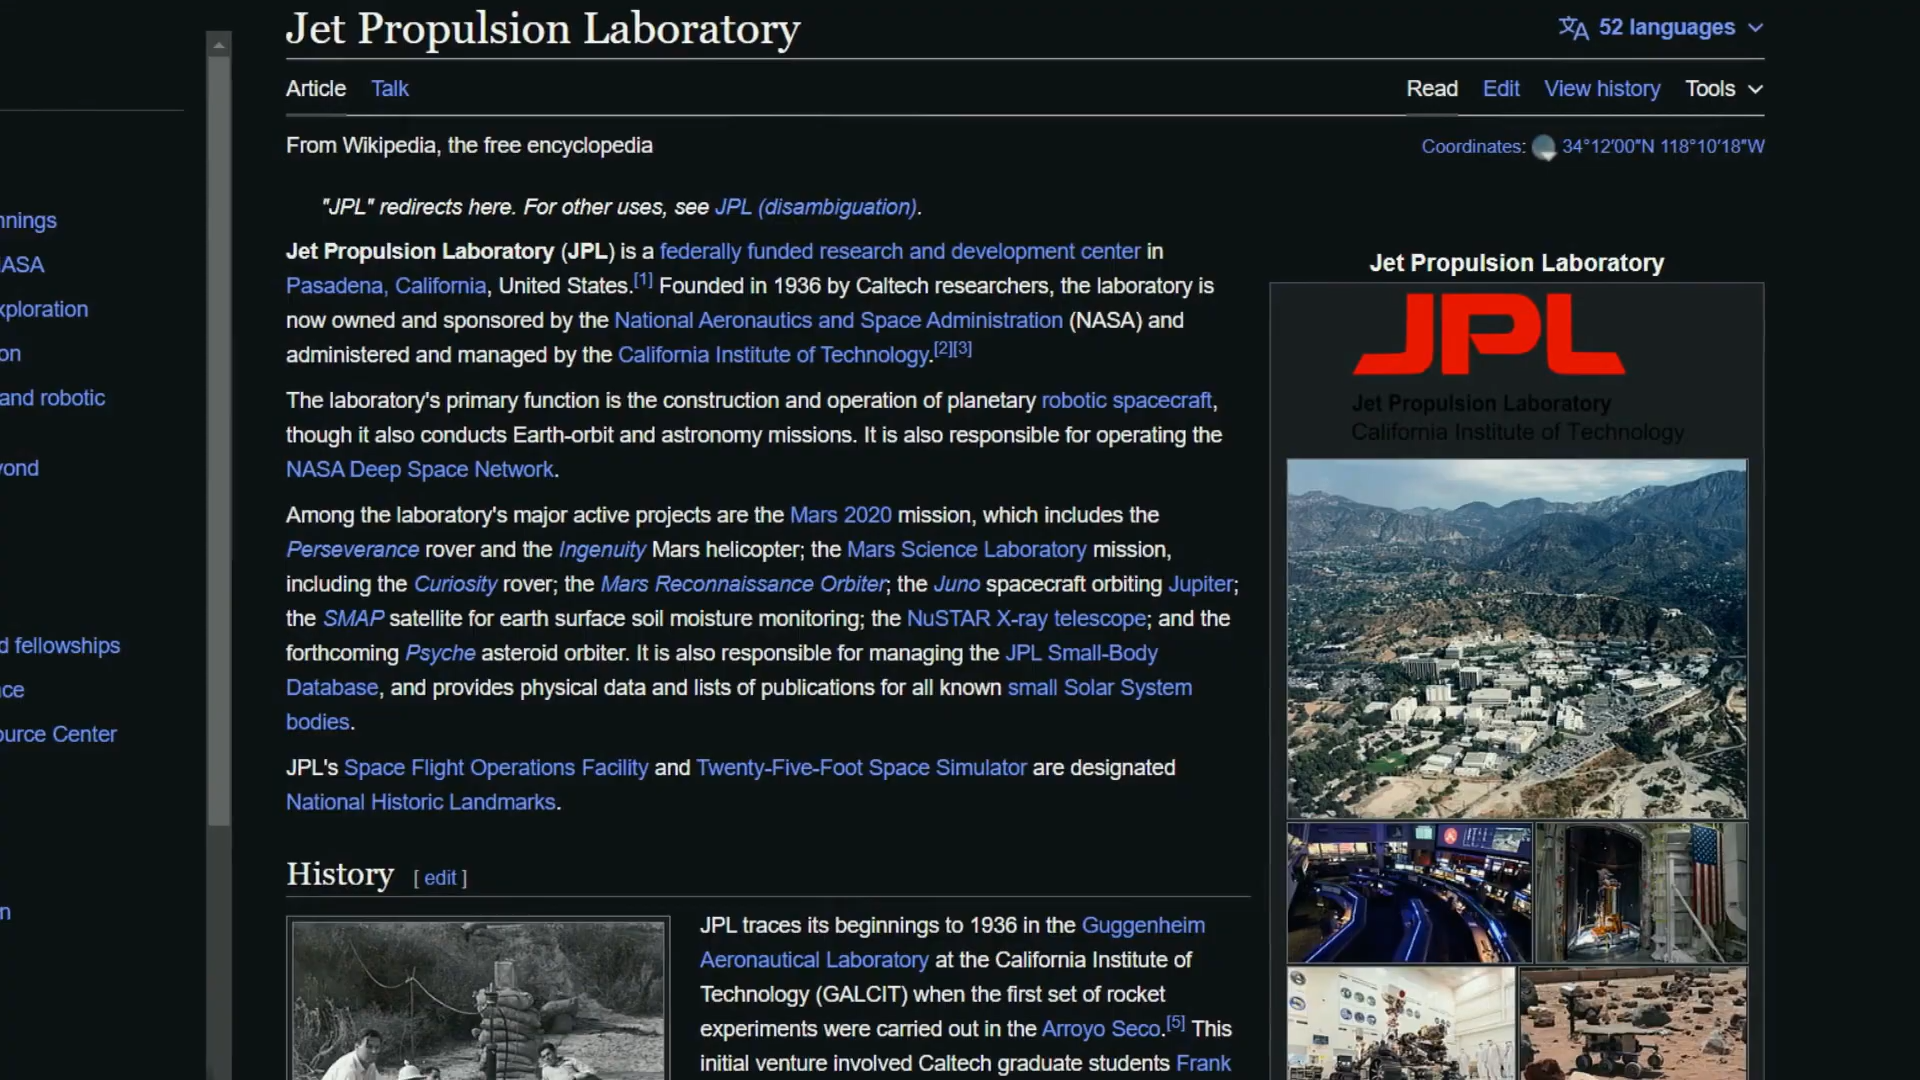 Jet Propulsion Laboratory
52 languages
Article Talk
Read Edit View history Tools
From Wikipedia, the free encyclopedia
Coordinates: 34°12′00″N 118°10′18″W
"JPL" redirects here. For other uses, see JPL (disambiguation).
Jet Propulsion Laboratory (JPL) is a federally funded research and development center in
Pasadena, California, United States.[1] Founded in 1936 by Caltech researchers, the laboratory is
now owned and sponsored by the National Aeronautics and Space Administration (NASA) and
administered and managed by the California Institute of Technology.[2][3]
The laboratory's primary function is the construction and operation of planetary robotic spacecraft,
though it also conducts Earth-orbit and astronomy missions. It is also responsible for operating the
NASA Deep Space Network.
Among the laboratory's major active projects are the Mars 2020 mission, which includes the
Perseverance rover and the Ingenuity Mars helicopter; the Mars Science Laboratory mission,
including the Curiosity rover; the Mars Reconnaissance Orbiter; the Juno spacecraft orbiting Jupiter;
the SMAP satellite for earth surface soil moisture monitoring; the NuSTAR X-ray telescope; and the
forthcoming Psyche asteroid orbiter. It is also responsible for managing the JPL Small-Body
Database, and provides physical data and lists of publications for all known small Solar System
bodies.
JPL's Space Flight Operations Facility and Twenty-Five-Foot Space Simulator are designated
National Historic Landmarks.
History [ edit ]
JPL traces its beginnings to 1936 in the Guggenheim
Aeronautical Laboratory at the California Institute of
Technology (GALCIT) when the first set of rocket
experiments were carried out in the Arroyo Seco.[5] This
initial venture involved Caltech graduate students Frank
Jet Propulsion Laboratory
JPL
Jet Propulsion Laboratory
California Institute of Technology
nnings
ASA
xploration
on
and robotic
yond
d fellowships
ce
ource Center
n